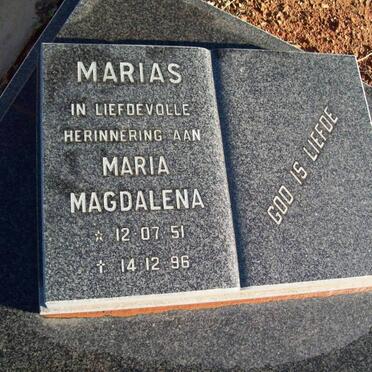 MARIAS
IN LIEFDEVOLLE
HERINNERING AAN
MARIA
MAGDALENA
☆ 12 07 51
✝ 14 12 96
GOD IS LIEFDE